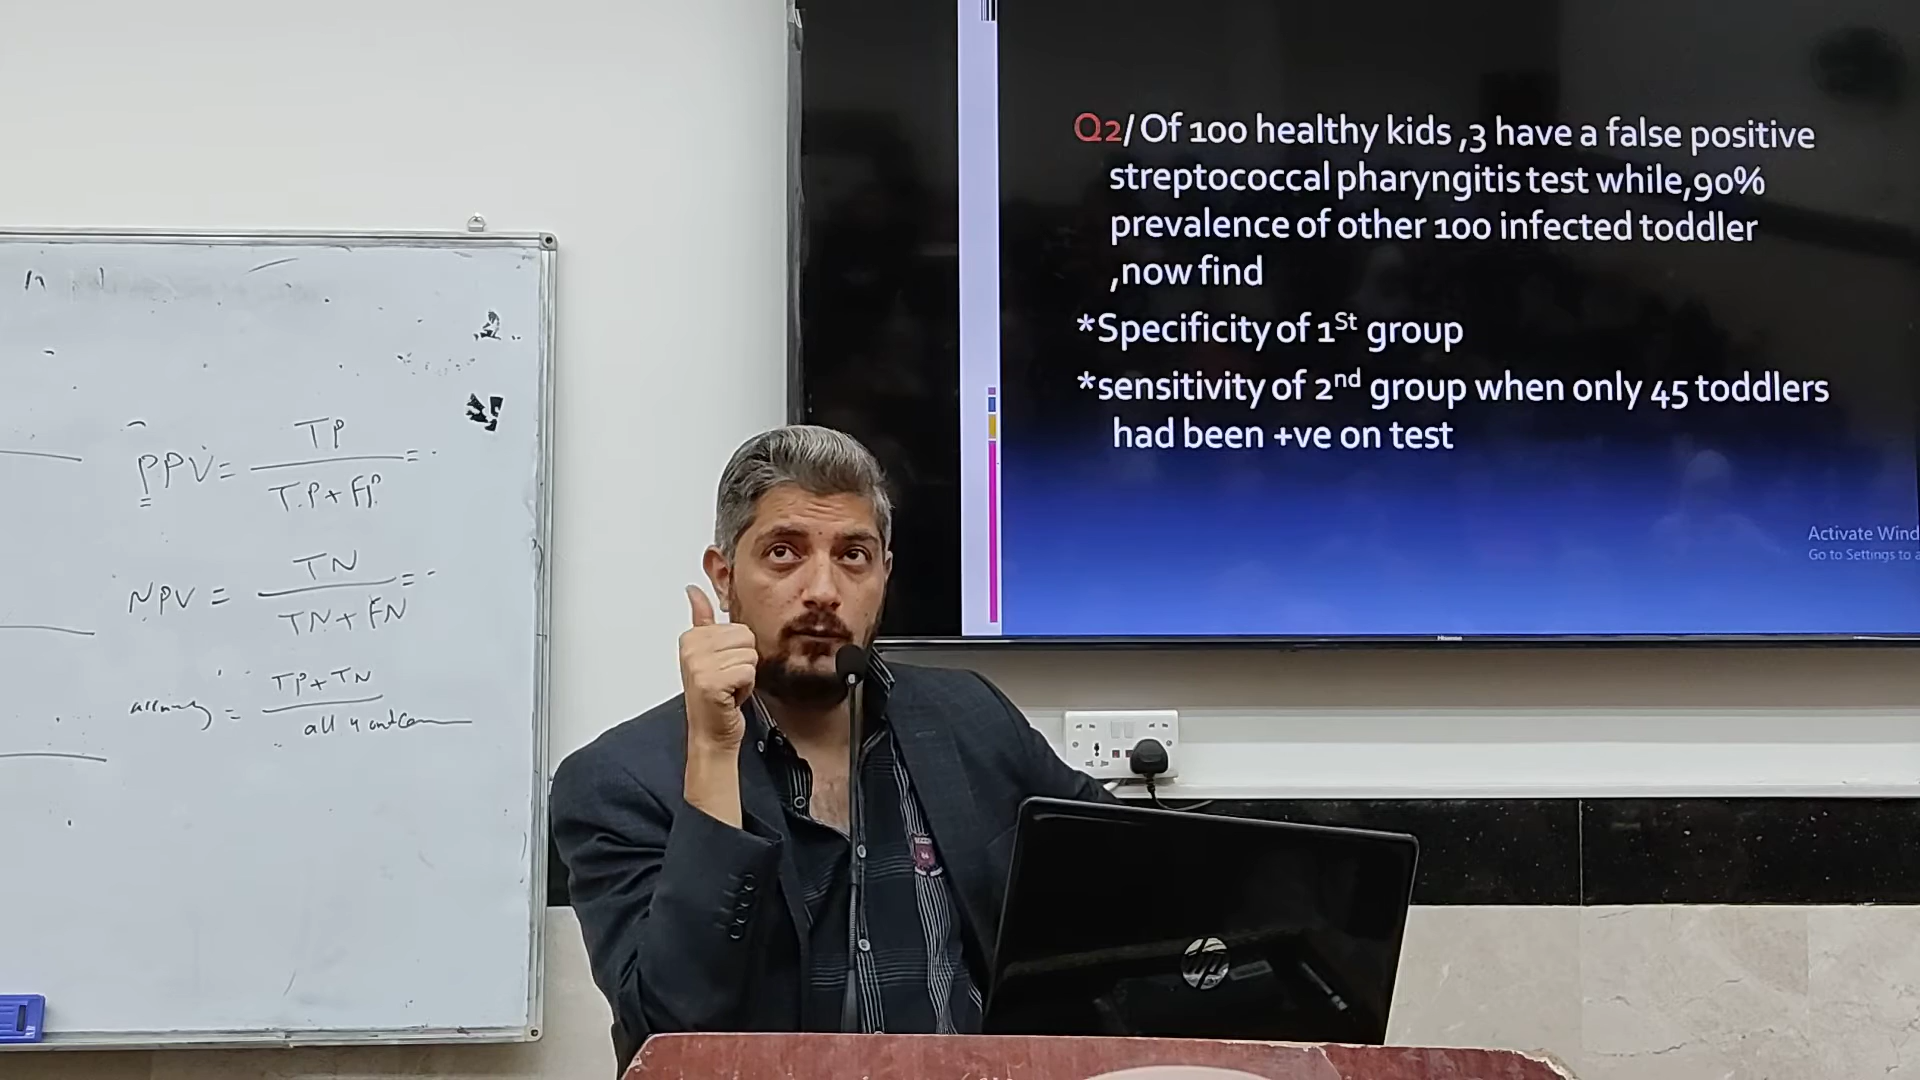 Q2/ Of 100 healthy kids ,3 have a false positive
streptococcal pharyngitis test while,90%
prevalence of other 100 infected toddler
,now find
*Specificity of 1St group
*sensitivity of 2nd group when only 45 toddlers
had been +ve on test
Activate Wind
Go to Settings to a
TP
PPV= =
T.P+ FP
TN
NPV = =
TN+ FN
TP+TN
=
all 4
Hisense
hp